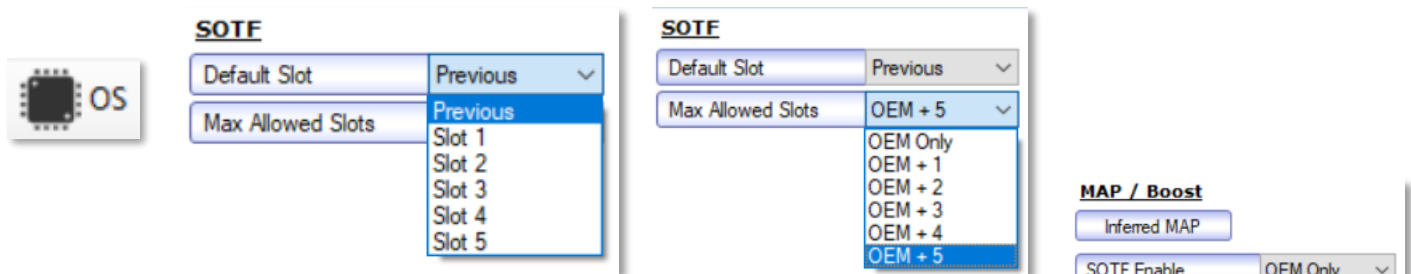 OS
SOTF
Default Slot Previous
Max Allowed Slots
Previous
Slot 1
Slot 2
Slot 3
Slot 4
Slot 5
SOTF
Default Slot Previous
Max Allowed Slots OEM + 5
OEM Only
OEM + 1
OEM + 2
OEM + 3
OEM + 4
OEM + 5
MAP / Boost
Inferred MAP
SOTF Enable OEM Only